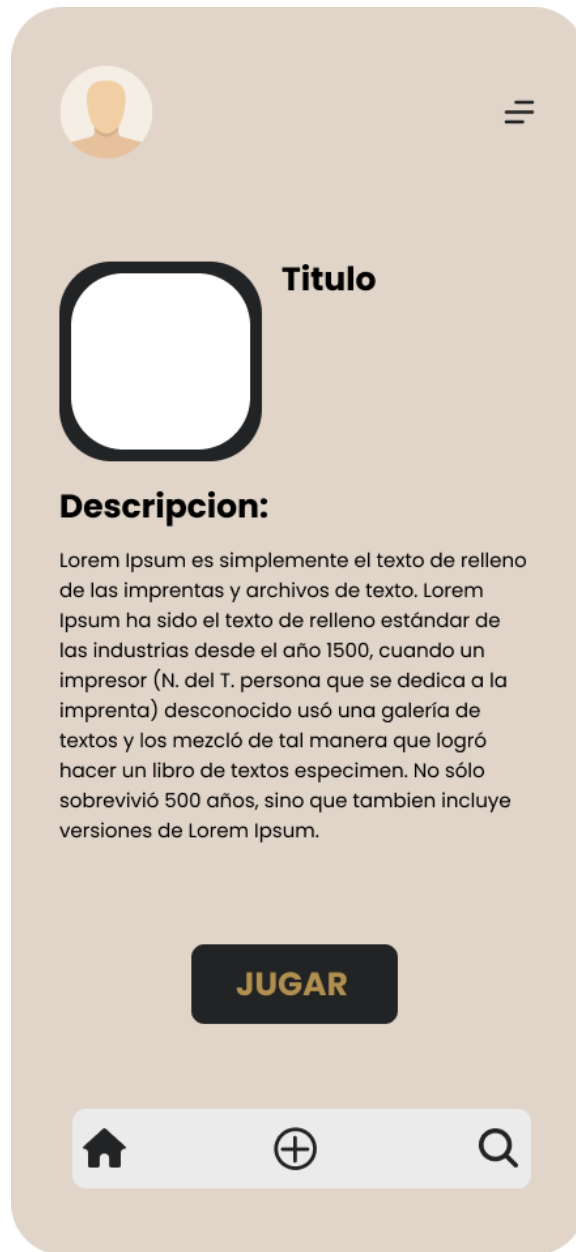 Titulo
Descripcion:
Lorem Ipsum es simplemente el texto de relleno
de las imprentas y archivos de texto. Lorem
Ipsum ha sido el texto de relleno estándar de
las industrias desde el año 1500, cuando un
impresor (N. del T. persona que se dedica a la
imprenta) desconocido usó una galería de
textos y los mezcló de tal manera que logró
hacer un libro de textos especimen. No sólo
sobrevivió 500 años, sino que tambien incluye
versiones de Lorem Ipsum.
JUGAR